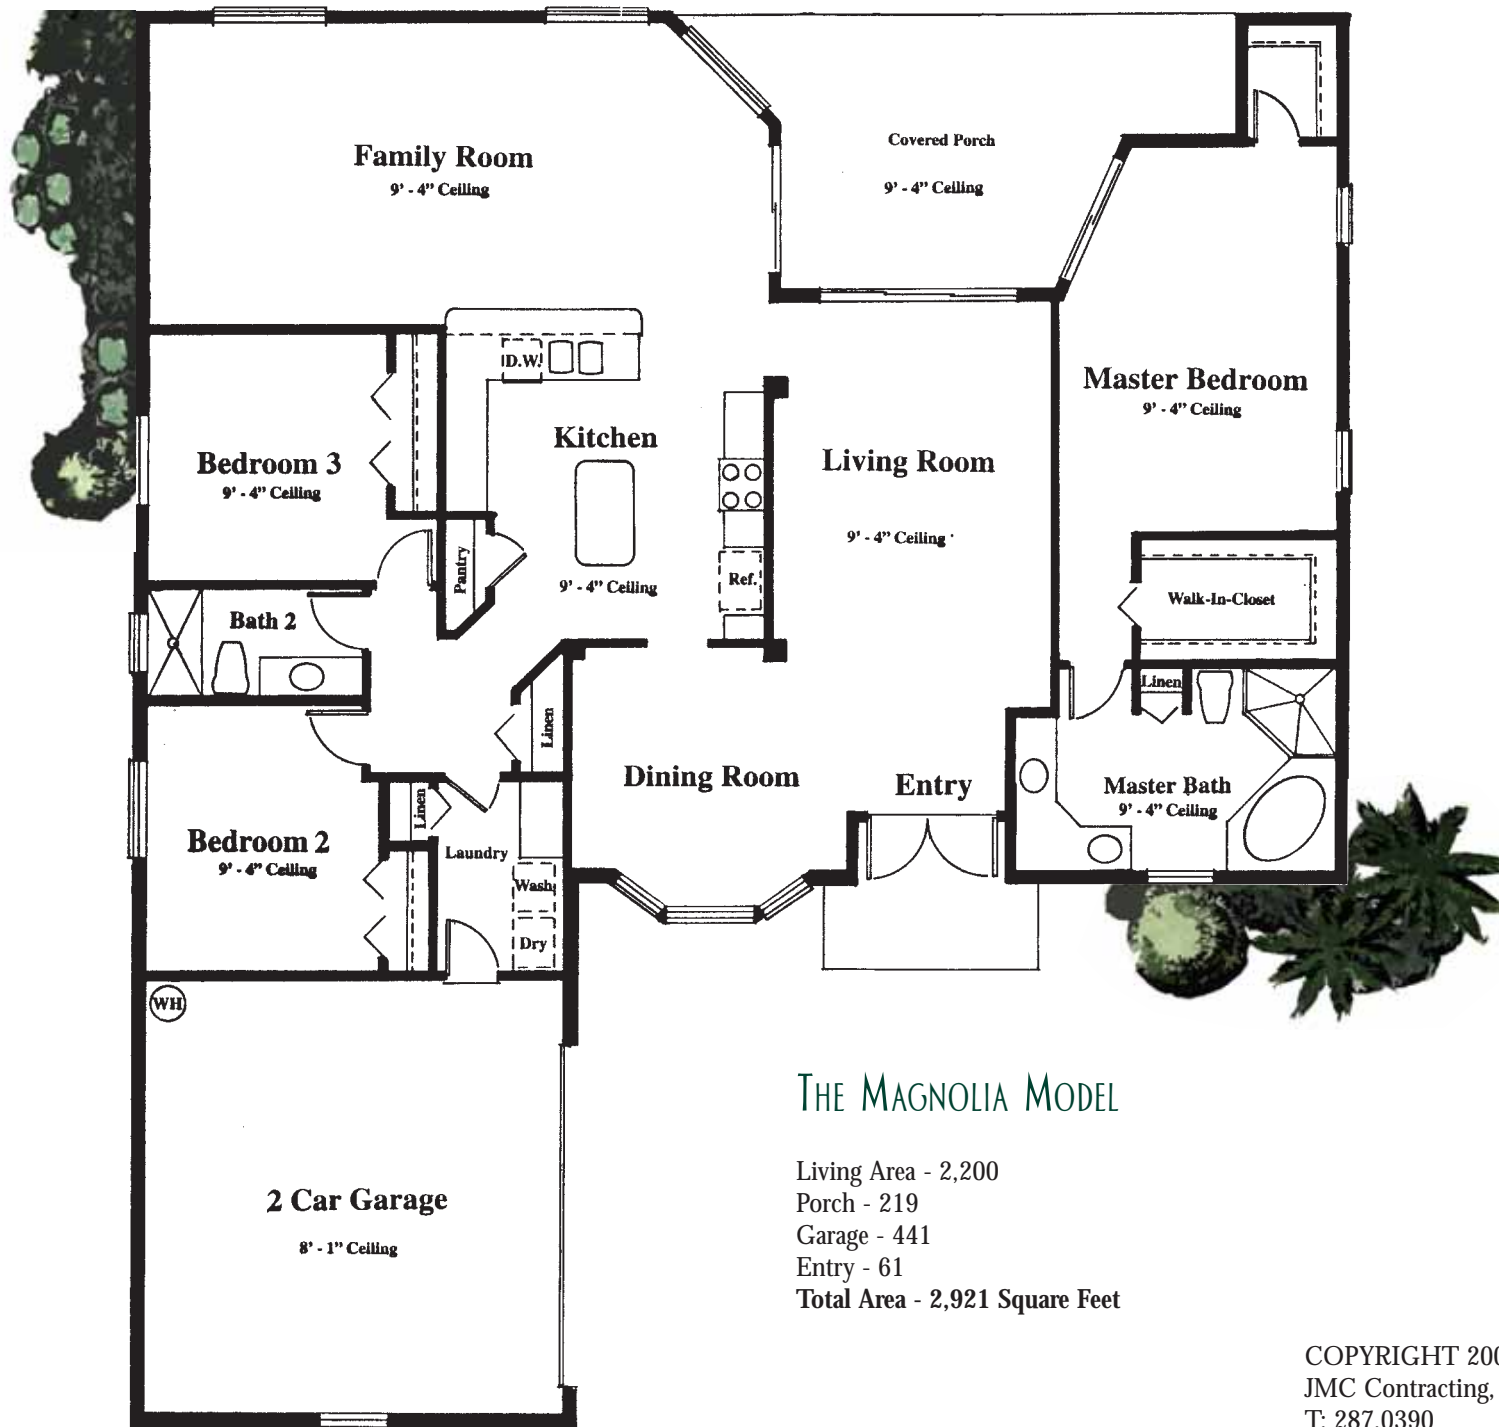 Family Room
9' - 4” Ceiling
Covered Porch
9' - 4” Ceiling
D.W.
Kitchen
9' - 4” Ceiling
Pantry
Ref.
Living Room
9' - 4” Ceiling
Master Bedroom
9' - 4” Ceiling
Bedroom 3
9' - 4” Ceiling
Walk-In-Closet
Bath 2
Linen
Linen
Dining Room
Entry
Master Bath
9' - 4” Ceiling
Bedroom 2
9' - 4” Ceiling
Linen
Laundry
Wash
Dry
WH
2 Car Garage
8' - 1” Ceiling
THE MAGNOLIA MODEL
Living Area - 2,200
Porch - 219
Garage - 441
Entry - 61
Total Area - 2,921 Square Feet
COPYRIGHT 200
JMC Contracting,
T: 287.0390